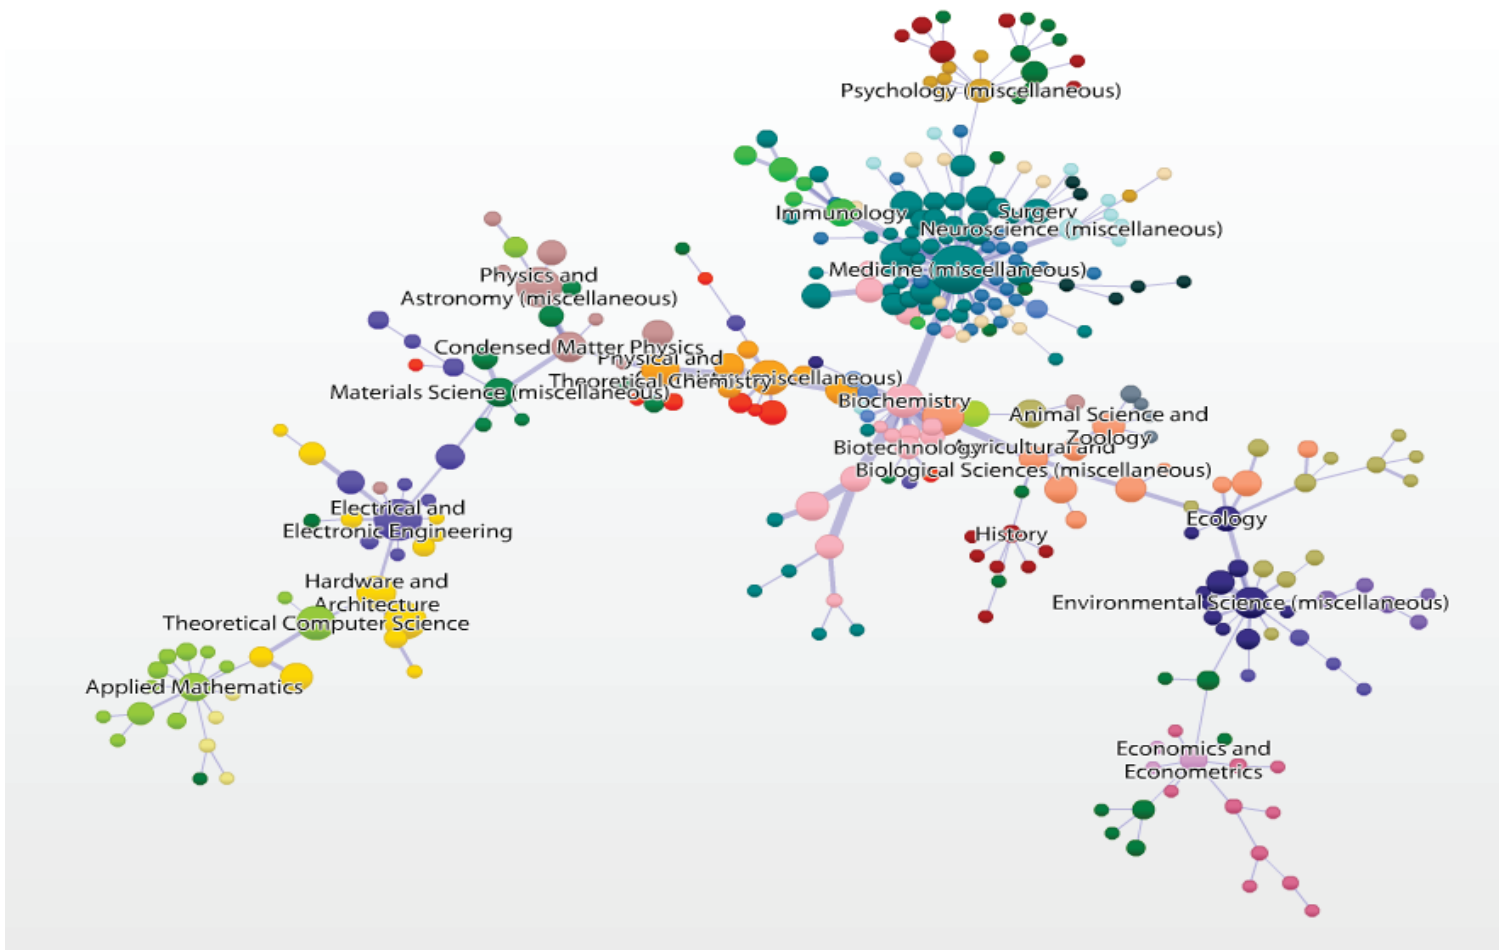 Psychology (miscellaneous)
Immunology
Surgery
Neuroscience (miscellaneous)
Medicine (miscellaneous)
Physics and
Astronomy (miscellaneous)
Condensed Matter Physics
Physical and
Theoretical Chemistry
(miscellaneous)
Materials Science (miscellaneous)
Biochemistry
Animal Science and
Zoology
Biotechnology
Agricultural and
Biological Sciences (miscellaneous)
Electrical and
Electronic Engineering
Ecology
History
Hardware and
Architecture
Theoretical Computer Science
Environmental Science (miscellaneous)
Applied Mathematics
Economics and
Econometrics